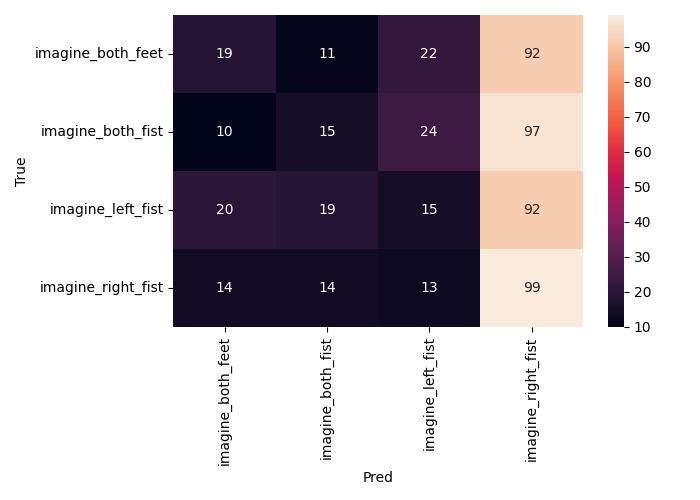 imagine_both_feet 19 11 22 92
imagine_both_fist 10 15 24 97
imagine_left_fist 20 19 15 92
imagine_right_fist 14 14 13 99
True
imagine_both_feet
imagine_both_fist
imagine_left_fist
imagine_right_fist
Pred
90
80
70
60
50
40
30
20
10